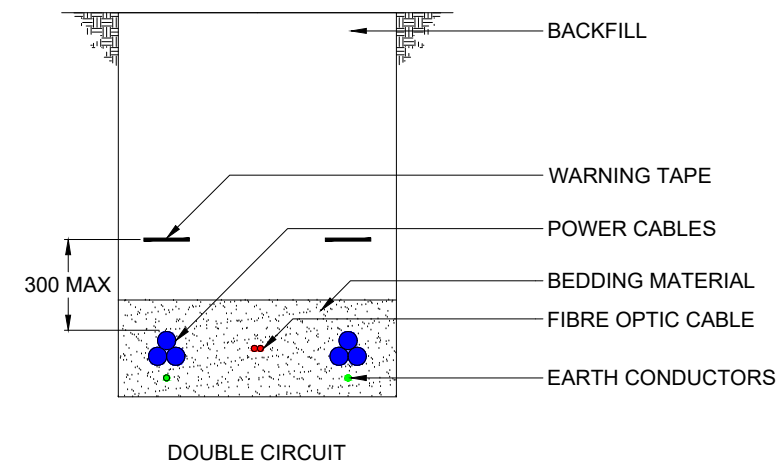 BACKFILL
WARNING TAPE
POWER CABLES
300 MAX
BEDDING MATERIAL
FIBRE OPTIC CABLE
EARTH CONDUCTORS
DOUBLE CIRCUIT